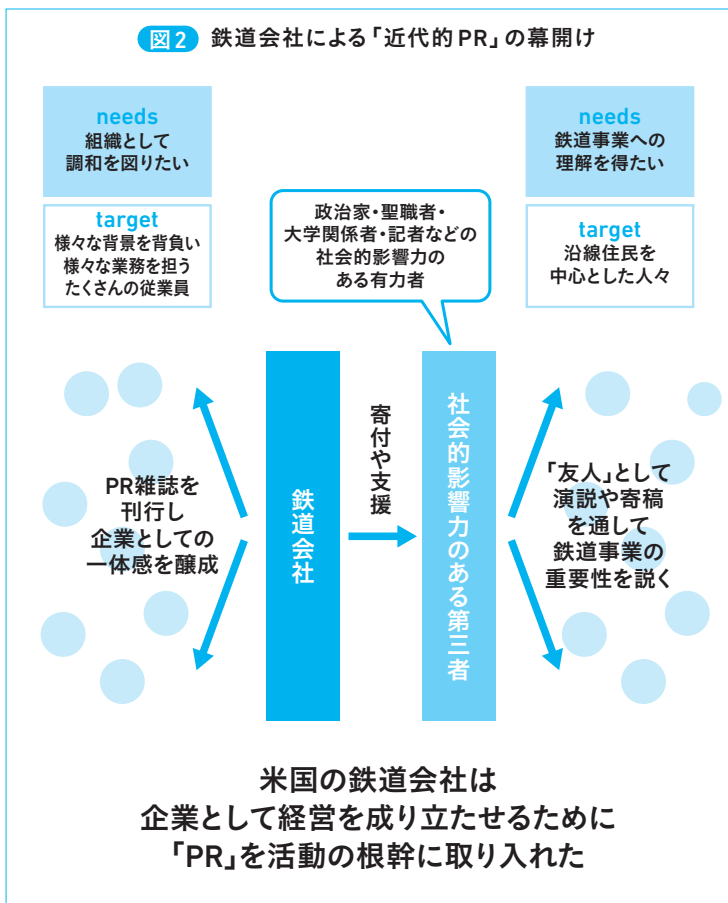 図2 鉄道会社による「近代的PR」の幕開け
needs
組織として
調和を図りたい
target
様々な背景を背負い
様々な業務を担う
たくさんの従業員
政治家・聖職者・
大学関係者・記者などの
社会的影響力の
ある有力者
needs
鉄道事業への
理解を得たい
target
沿線住民を
中心とした人々
PR雑誌を
刊行し
企業としての
一体感を醸成
鉄道会社
寄付や支援
社会的影響力のある第三者
「友人」として
演説や寄稿
を通して
鉄道事業の
重要性を説く
米国の鉄道会社は
企業として経営を成り立たせるために
「PR」を活動の根幹に取り入れた